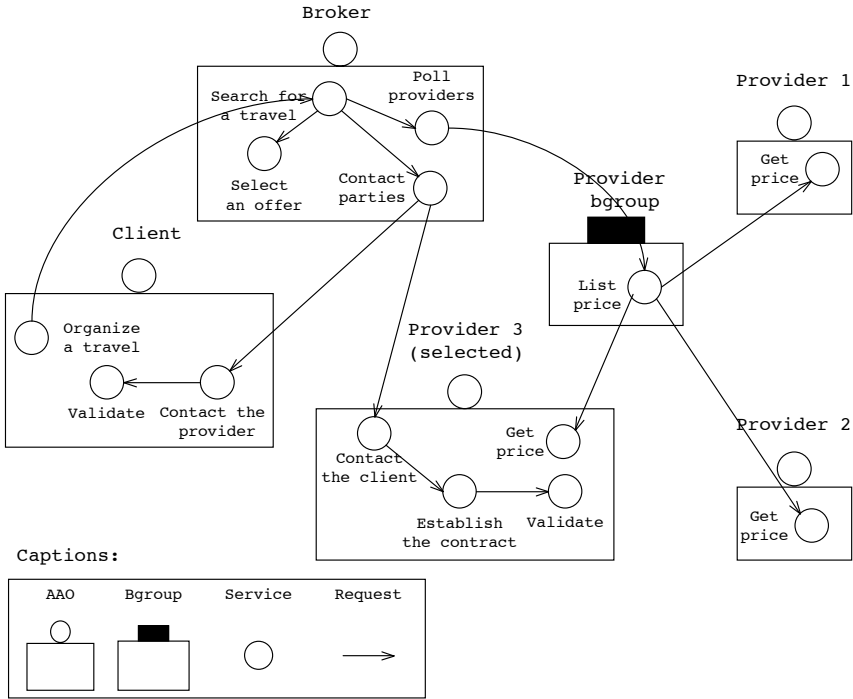 Broker
Search for
a travel
Poll
providers
Select
an offer
Contact
parties
Provider
bgroup
List
price
Provider 1
Get
price
Client
Organize
a travel
Validate
Contact the
provider
Provider 3
(selected)
Contact
the client
Get
price
Establish
the contract
Validate
Provider 2
Get
price
Captions:
AAO
Bgroup
Service
Request